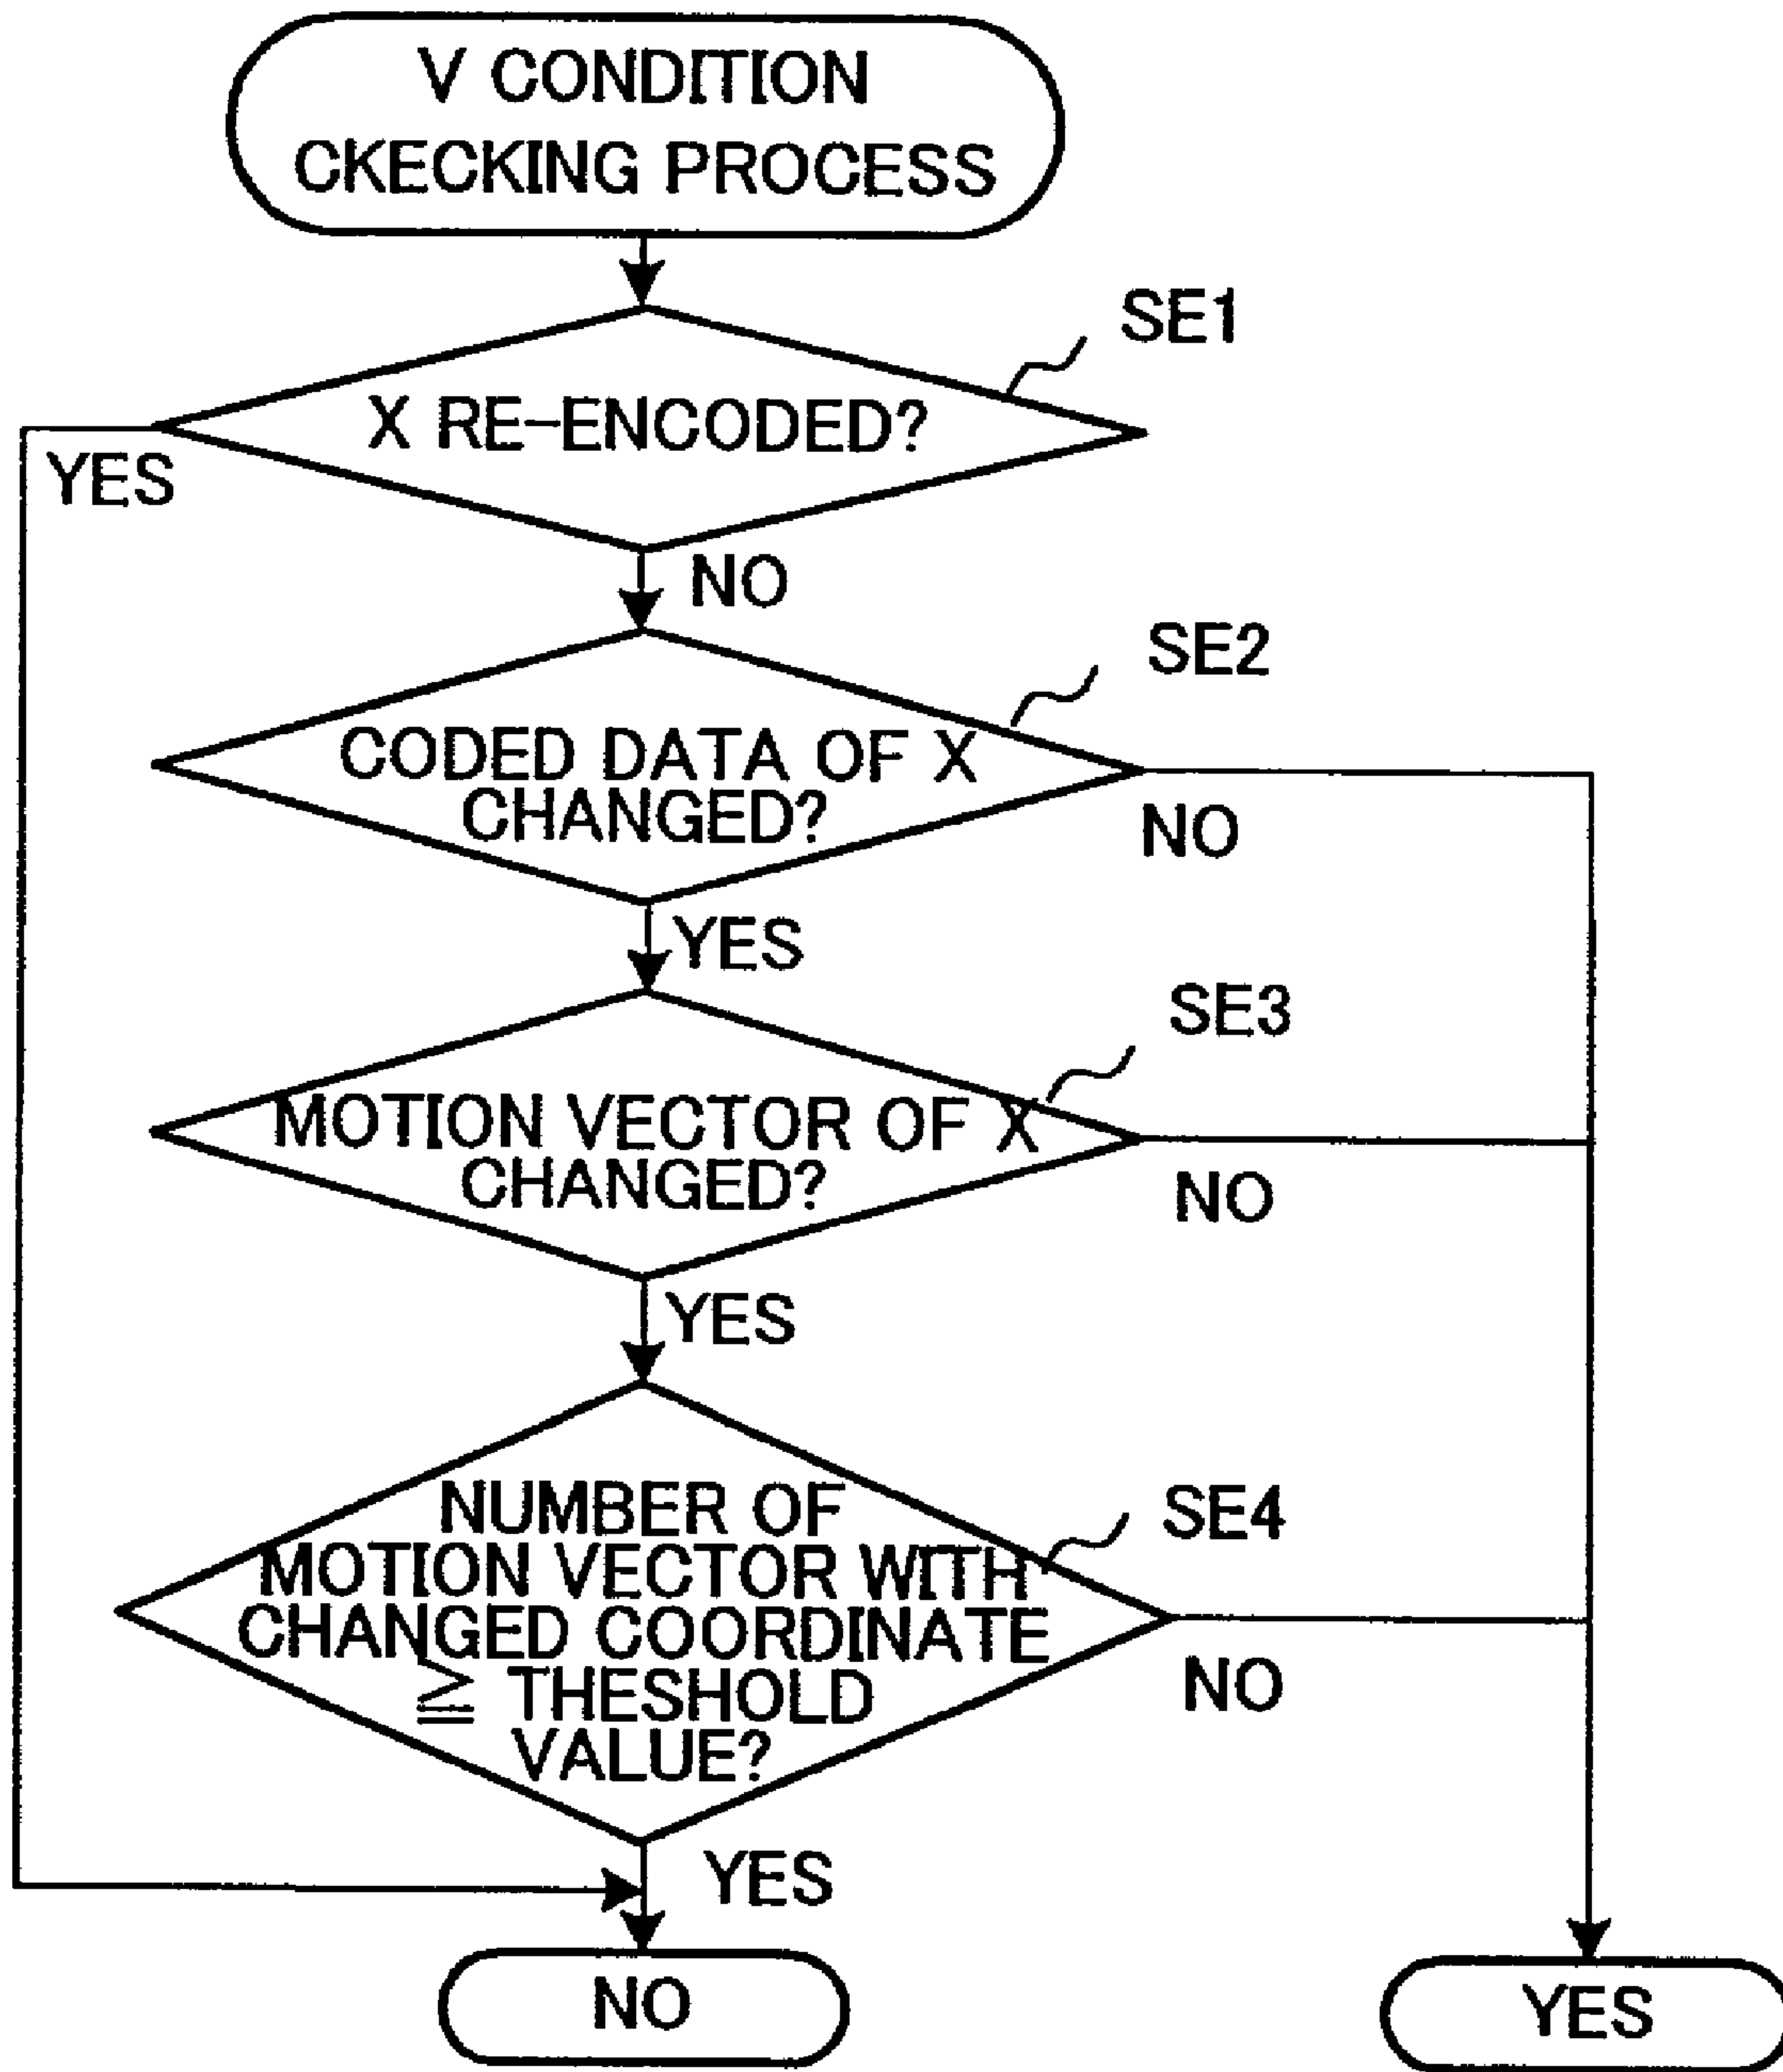 V CONDITION
CKECKING PROCESS
SE1
X RE-ENCODED?
YES
NO
SE2
CODED DATA OF X
CHANGED?
NO
YES
SE3
MOTION VECTOR OF X
CHANGED?
NO
YES
NUMBER OF
SE4
MOTION VECTOR WITH
CHANGED COORDINATE
≧ THESHOLD
NO
VALUE?
YES
NO
YES